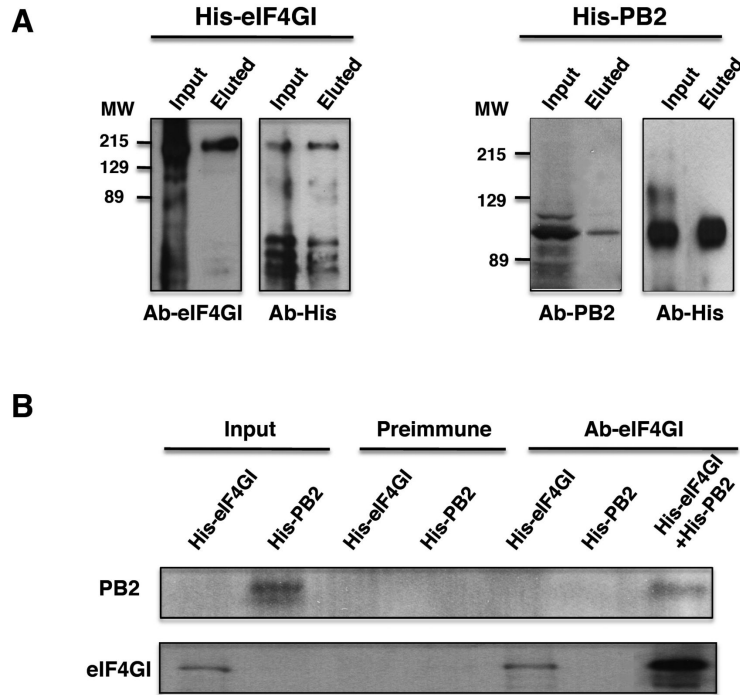 A
His-eIF4GI
His-PB2
Input Eluted Input Eluted
Input Eluted Input Eluted
MW
215
129
89
MW
215
129
89
Ab-eIF4GI Ab-His
Ab-PB2 Ab-His
B
Input Preimmune Ab-eIF4GI
His-eIF4GI His-PB2 His-eIF4GI His-PB2 His-eIF4GI His-PB2 His-eIF4GI
+His-PB2
PB2
eIF4GI